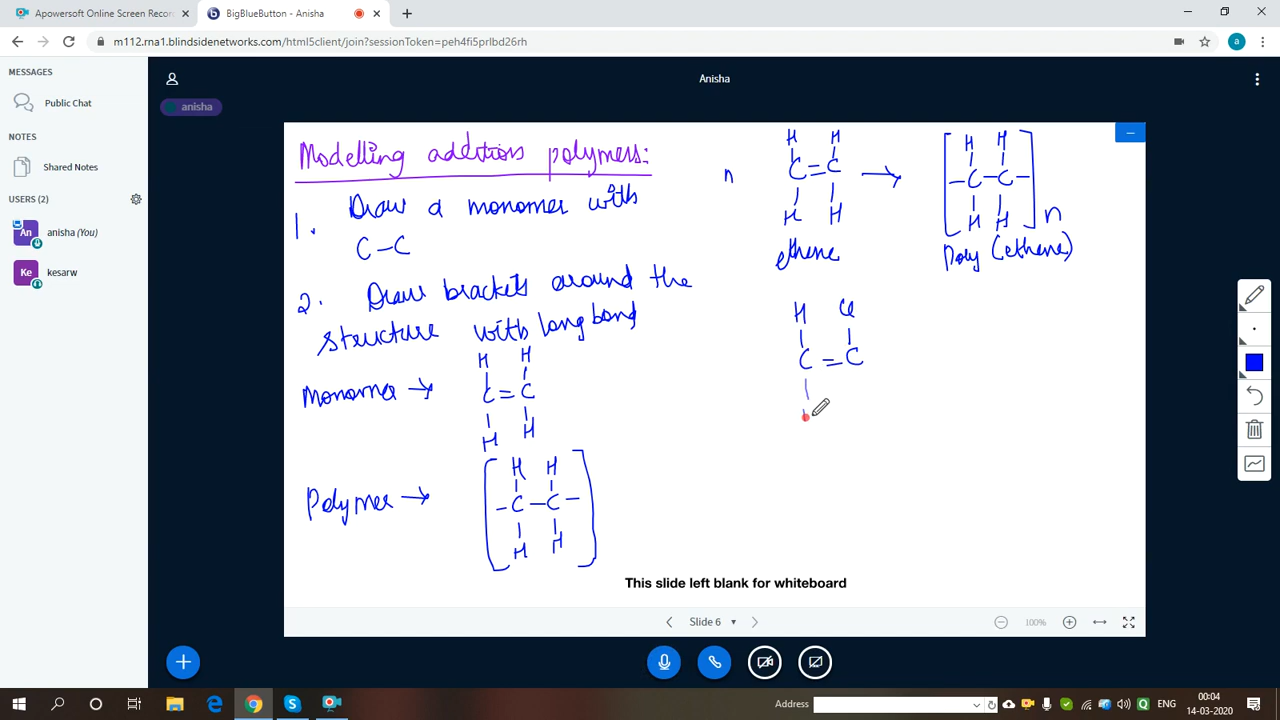 Apowersoft Online Screen Recor
BigBlueButton - Anisha
m112.rna1.blindsidenetworks.com/html5client/join?sessionToken=peh4fi5prlbd26rh
a
MESSAGES
Public Chat
NOTES
Shared Notes
USERS (2)
An
anisha (You)
Ke
kesarw
Anisha
anisha
Modelling addition polymers:
1. Draw a monomer with
C-C
2. Draw brackets around the
structure with long bond
Monomer →
H H
C=C
H H
Polymer →
H H
-C-C-
H H
H H
n C=C →
H H
ethene
H H
-C-C-
H H n
Poly (ethene)
H Cl
C=C
This slide left blank for whiteboard
Slide 6
100%
Address
ENG
00:04
14-03-2020